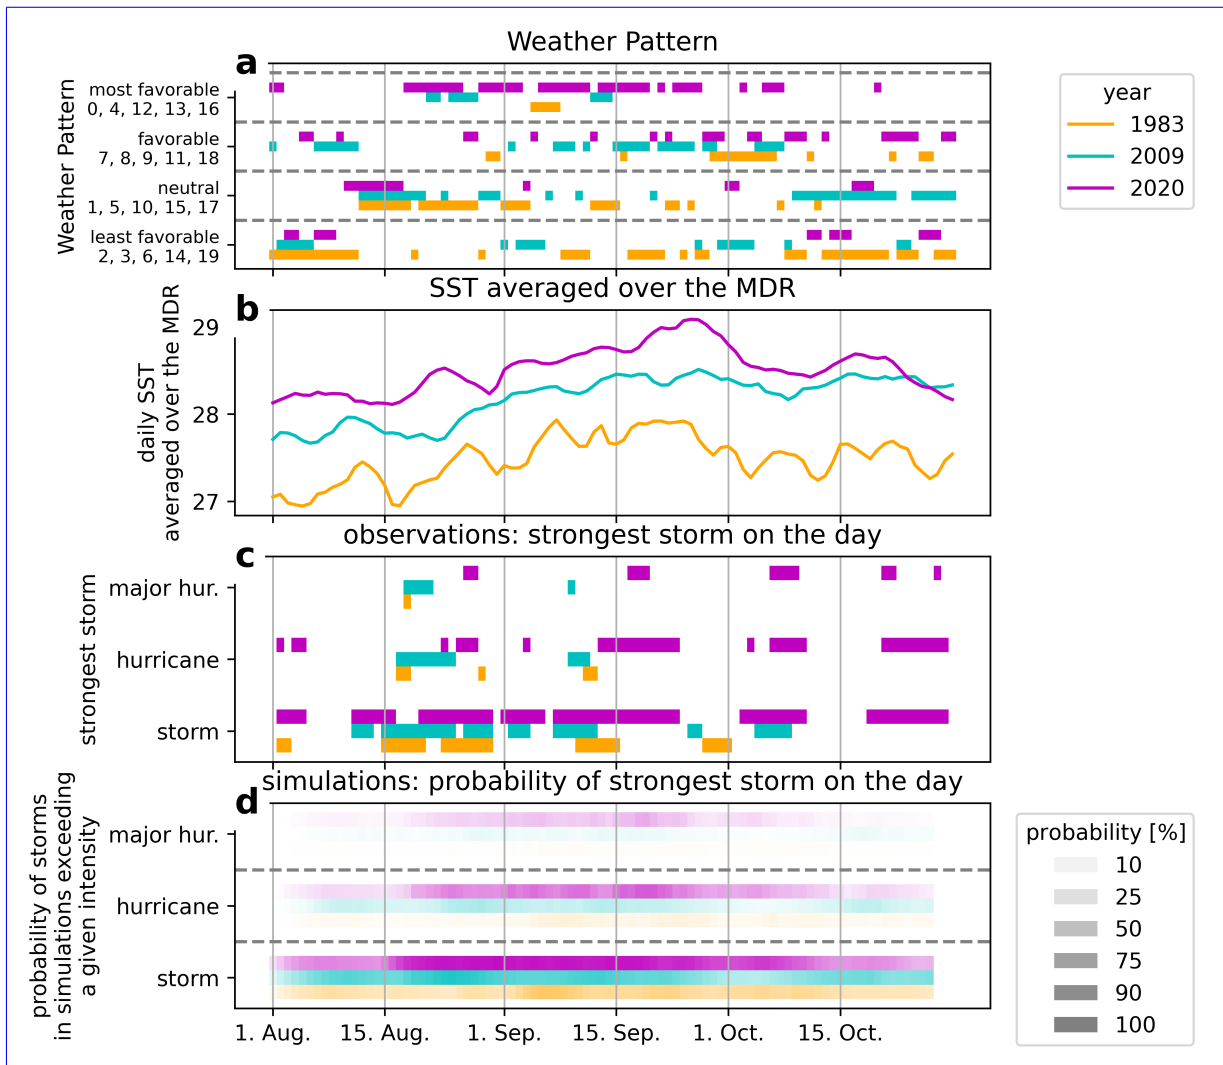 Weather Pattern
a
Weather Pattern
most favorable
0, 4, 12, 13, 16
favorable
7, 8, 9, 11, 18
neutral
1, 5, 10, 15, 17
least favorable
2, 3, 6, 14, 19
year
1983
2009
2020
SST averaged over the MDR
b
daily SST
averaged over the MDR
29
28
27
observations: strongest storm on the day
c
strongest storm
major hur.
hurricane
storm
simulations: probability of strongest storm on the day
d
probability of storms
in simulations exceeding
a given intensity
major hur.
hurricane
storm
1. Aug.
15. Aug.
1. Sep.
15. Sep.
1. Oct.
15. Oct.
probability [%]
10
25
50
75
90
100